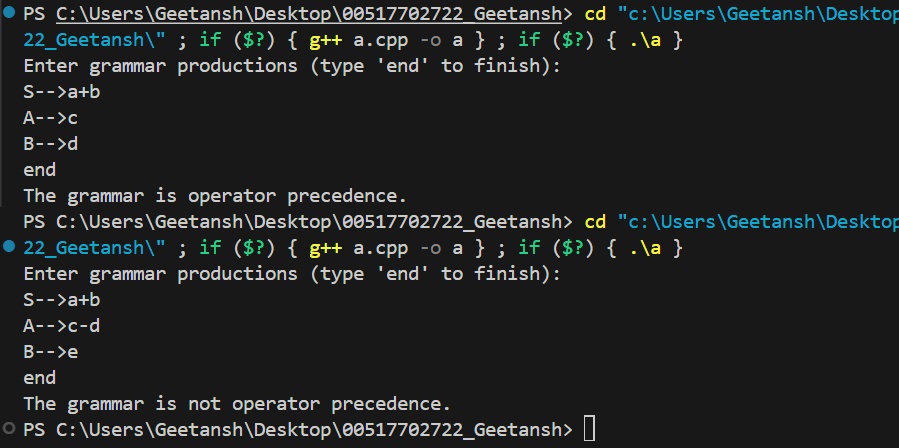 PS C:\Users\Geetansh\Desktop\00517702722_Geetansh> cd "c:\Users\Geetansh\Desktop
22_Geetansh\" ; if ($?) { g++ a.cpp -o a } ; if ($?) { .\a }
Enter grammar productions (type 'end' to finish):
S-->a+b
A-->c
B-->d
end
The grammar is operator precedence.
PS C:\Users\Geetansh\Desktop\00517702722_Geetansh> cd "c:\Users\Geetansh\Desktop
22_Geetansh\" ; if ($?) { g++ a.cpp -o a } ; if ($?) { .\a }
Enter grammar productions (type 'end' to finish):
S-->a+b
A-->c-d
B-->e
end
The grammar is not operator precedence.
PS C:\Users\Geetansh\Desktop\00517702722_Geetansh>